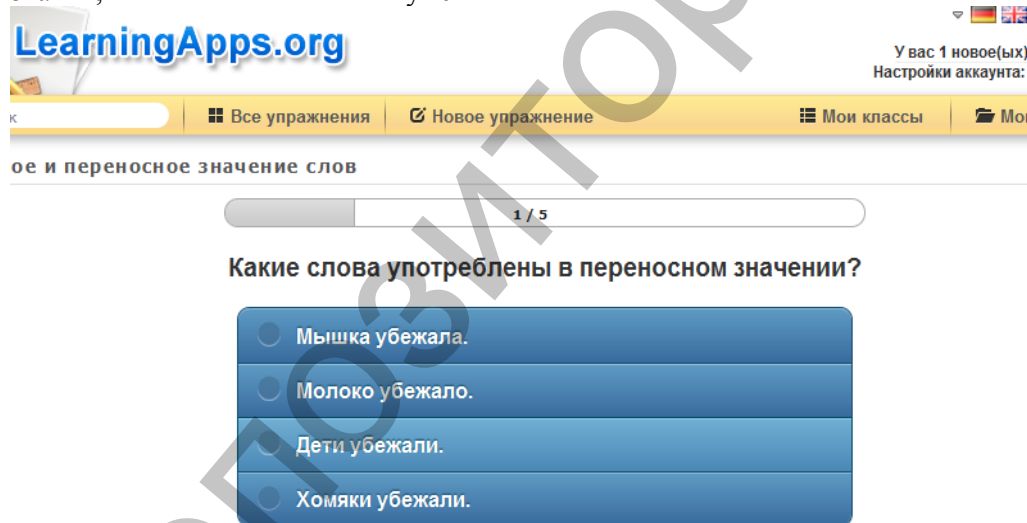 LearningApps.org
У вас 1 новое(ых)
Настройки аккаунта:
Все упражнения
Новое упражнение
Мои классы
ое и переносное значение слов
1 / 5
Какие слова употреблены в переносном значении?
Мышка убежала.
Молоко убежало.
Дети убежали.
Хомяки убежали.